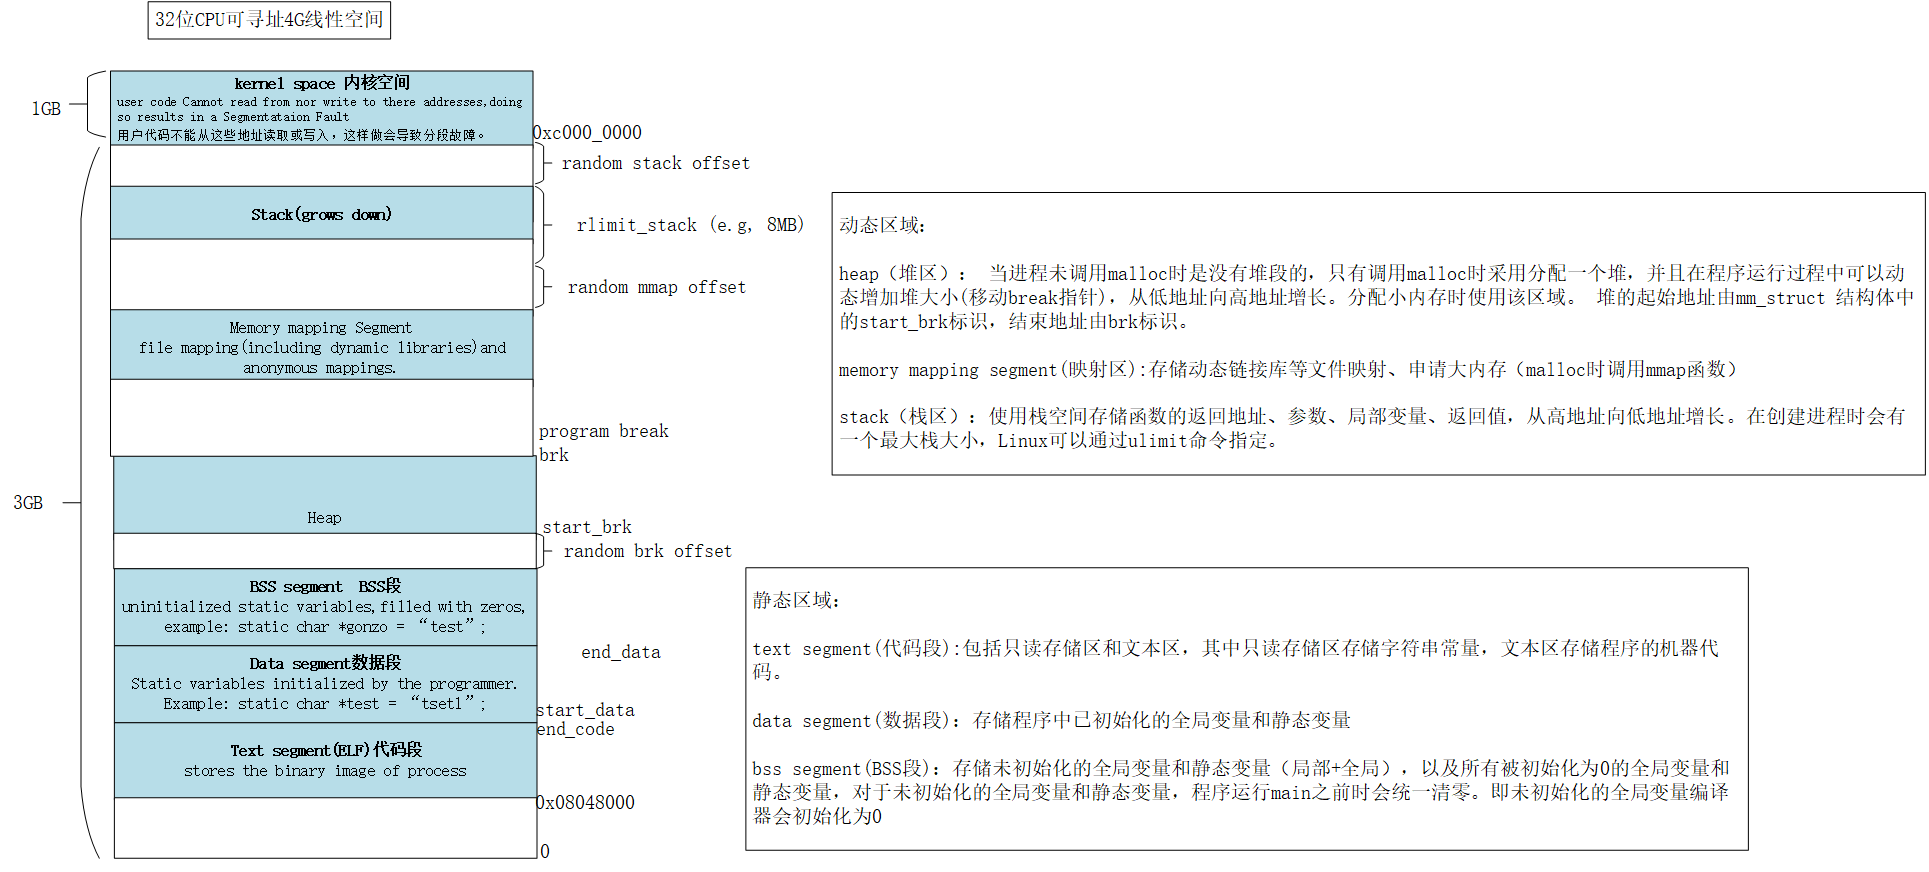 32位CPU可寻址4G线性空间
kernel space 内核空间
user code Cannot read from nor write to there addresses,doing
so results in a Segmentataion Fault
用户代码不能从这些地址读取或写入，这样做会导致分段故障。
1GB
0xc000_0000
random stack offset
Stack(grows down)
rlimit_stack (e.g, 8MB)
random mmap offset
Memory mapping Segment
file mapping(including dynamic libraries)and
anonymous mappings.
program break
brk
3GB
Heap
start_brk
random brk offset
BSS segment BSS段
uninitialized static variables,filled with zeros,
example: static char *gonzo = “test”;
end_data
Data segment数据段
Static variables initialized by the programmer.
Example: static char *test = “tset1”;
start_data
end_code
Text segment(ELF)代码段
stores the binary image of process
0x08048000
0
动态区域：
heap（堆区）： 当进程未调用malloc时是没有堆段的，只有调用malloc时采用分配一个堆，并且在程序运行过程中可以动
态增加堆大小(移动break指针)，从低地址向高地址增长。分配小内存时使用该区域。 堆的起始地址由mm_struct 结构体中
的start_brk标识，结束地址由brk标识。
memory mapping segment(映射区):存储动态链接库等文件映射、申请大内存（malloc时调用mmap函数）
stack（栈区）：使用栈空间存储函数的返回地址、参数、局部变量、返回值，从高地址向低地址增长。在创建进程时会有
一个最大栈大小，Linux可以通过ulimit命令指定。
静态区域：
text segment(代码段):包括只读存储区和文本区，其中只读存储区存储字符串常量，文本区存储程序的机器代
码。
data segment(数据段)：存储程序中已初始化的全局变量和静态变量
bss segment(BSS段)：存储未初始化的全局变量和静态变量（局部+全局），以及所有被初始化为0的全局变量和
静态变量，对于未初始化的全局变量和静态变量，程序运行main之前时会统一清零。即未初始化的全局变量编译
器会初始化为0